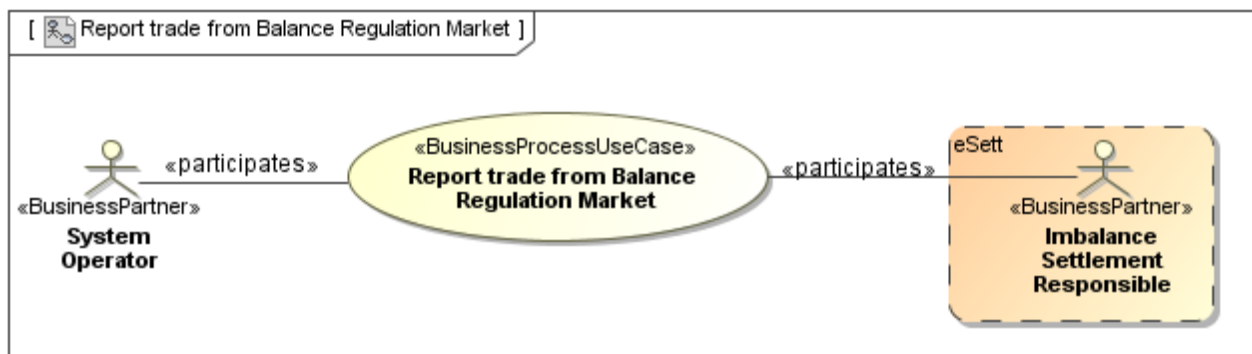 [ Report trade from Balance Regulation Market ]
«BusinessProcessUseCase»
Report trade from Balance
Regulation Market
«participates»
«participates»
eSett
«BusinessPartner»
System
Operator
«BusinessPartner»
Imbalance
Settlement
Responsible